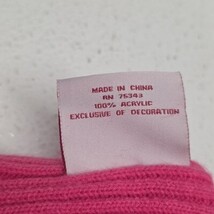 MADE IN CHINA
RN 75343
100% ACRYLIC
EXCLUSIVE OF DECORATION